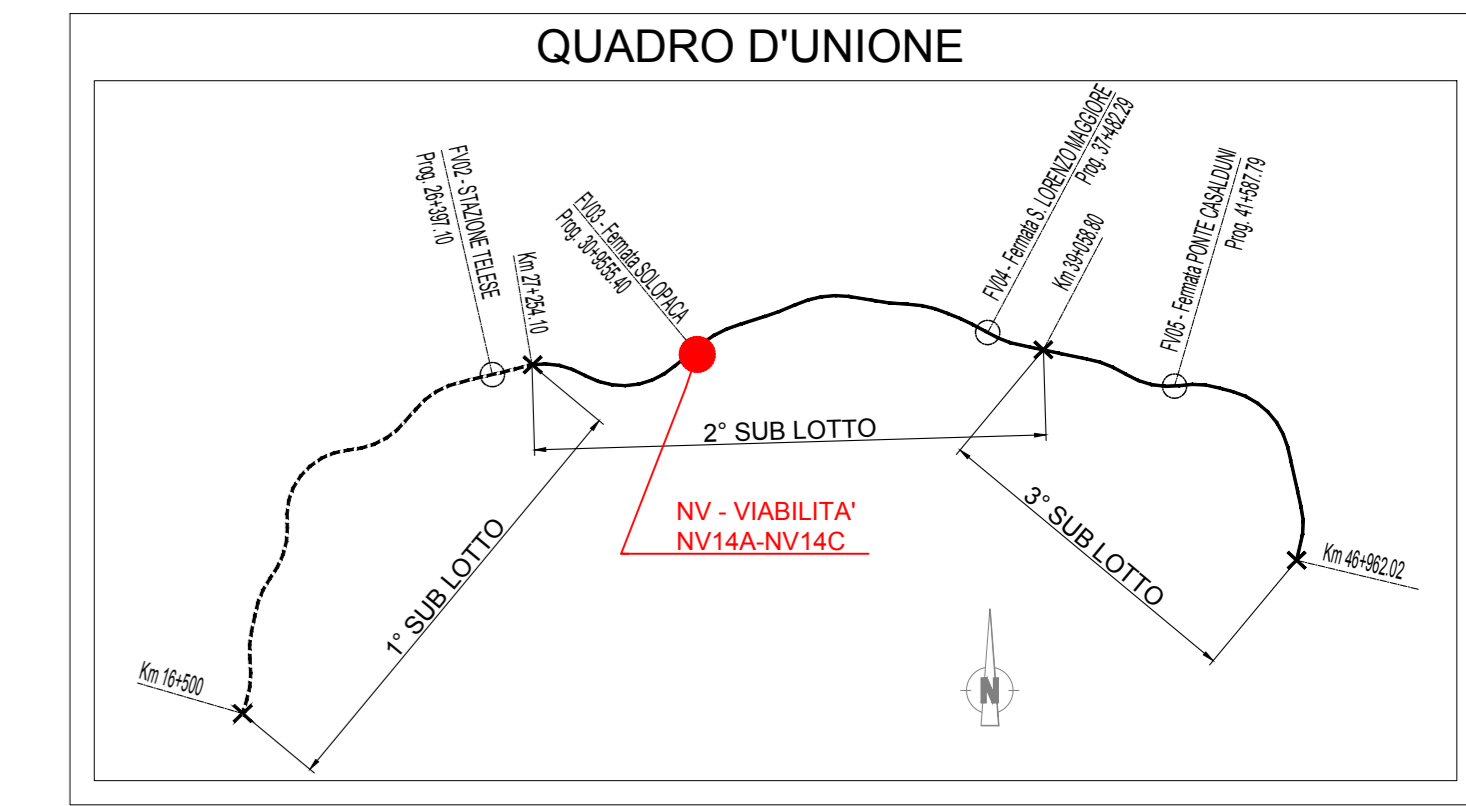 QUADRO D'UNIONE
FV02 - STAZIONE TELESE
Prog. 26+397.10
Km 27+254.10
FV03 - Fermata SOLOPACA
Prog. 30+9555.40
FV04 - Fermata S. LORENZO MAGGIORE
Prog. 37+482.29
Km 39+058.80
FV05 - Fermata PONTE CASALDUNI
Prog. 41+587.79
2° SUB LOTTO
NV - VIABILITA'
NV14A-NV14C
1° SUB LOTTO
3° SUB LOTTO
Km 46+962.02
Km 16+500
N